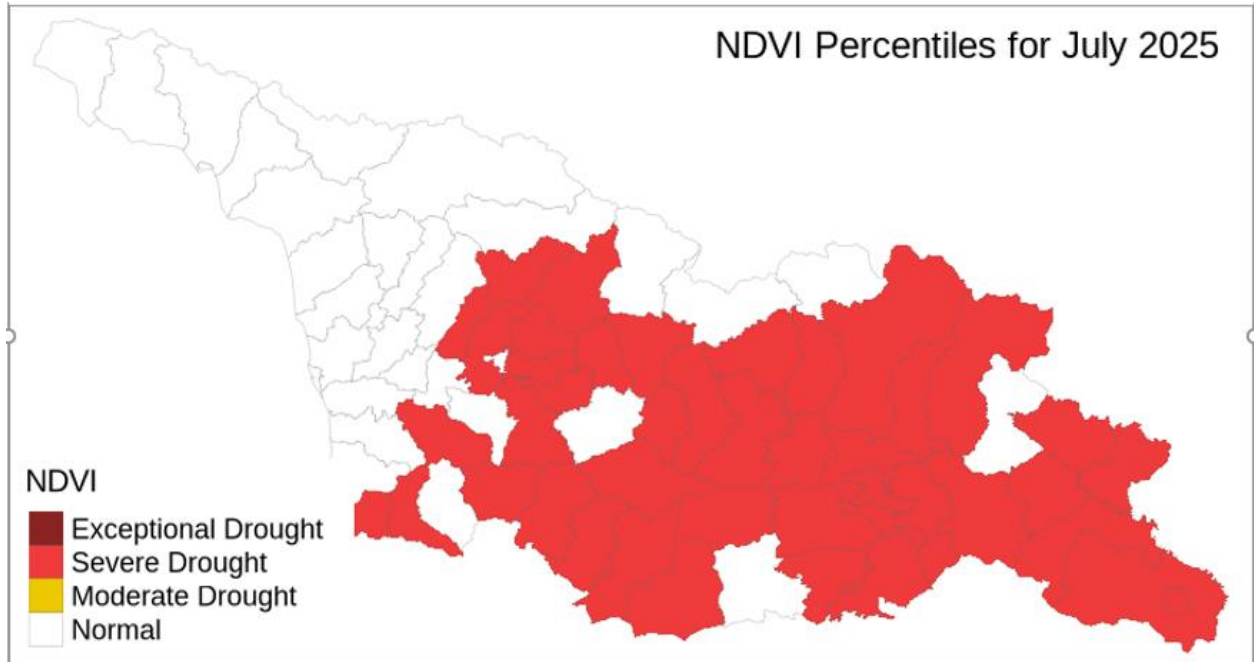 NDVI Percentiles for July 2025
NDVI
Exceptional Drought
Severe Drought
Moderate Drought
Normal